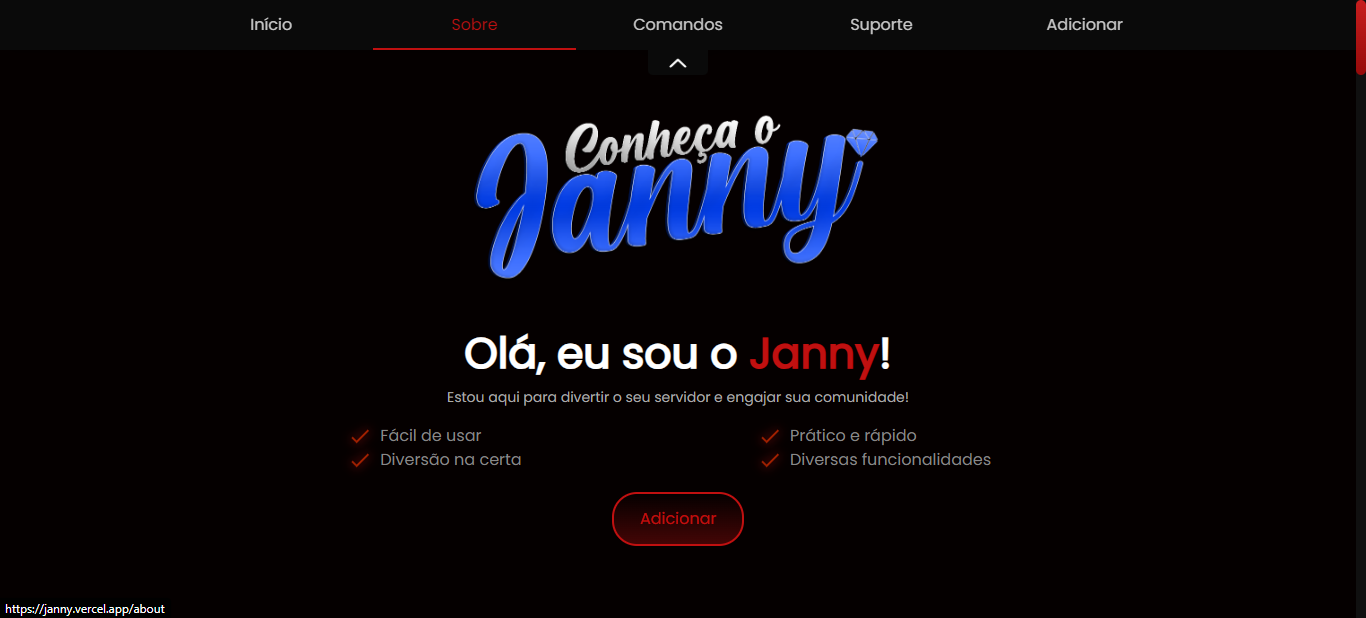 Início Sobre Comandos Suporte Adicionar
Conheça o
Janny
Olá, eu sou o Janny!
Estou aqui para divertir o seu servidor e engajar sua comunidade!
Fácil de usar
Diversão na certa
Prático e rápido
Diversas funcionalidades
Adicionar
https://janny.vercel.app/about